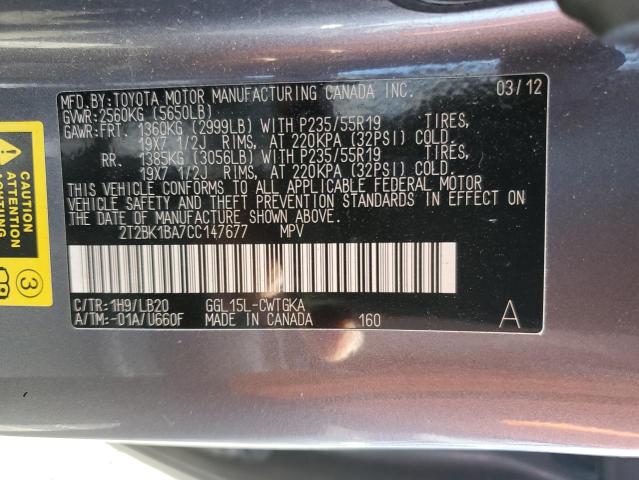 MFD. BY: TOYOTA MOTOR MANUFACTURING CANADA INC. 03/12
GVWR: 2560KG (5650LB)
GAWR: FRT. 1360KG (2999LB) WITH P235/55R19 TIRES,
19X7 1/2J RIMS, AT 220KPA (32PSI) COLD.
RR. 1385KG (3056LB) WITH P235/55R19 TIRES,
19X7 1/2J RIMS, AT 220KPA (32PSI) COLD.
THIS VEHICLE CONFORMS TO ALL APPLICABLE FEDERAL MOTOR
VEHICLE SAFETY AND THEFT PREVENTION STANDARDS IN EFFECT ON
THE DATE OF MANUFACTURE SHOWN ABOVE.
2T2BK1BA7CC147677 MPV
C/TR: 1H9/LB20 GGL15L-CWTGKA
A/TM: -01A/U660F MADE IN CANADA 160 A
CAUTION
ATTENTION
3